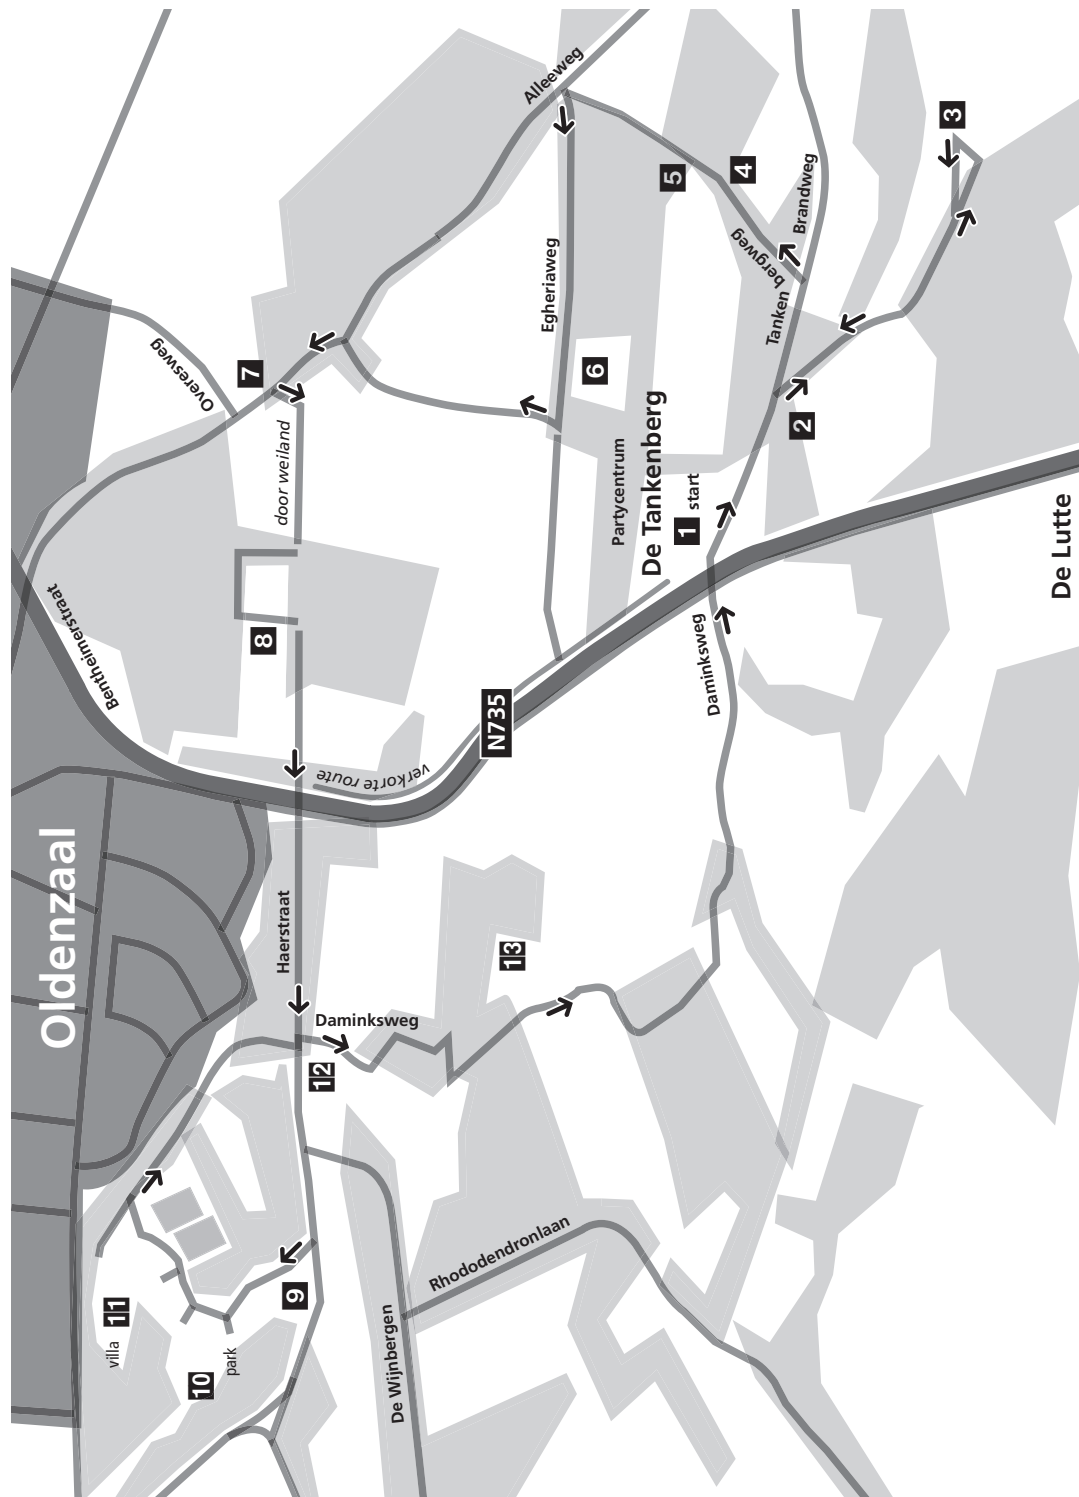 Oldenzaal
Bentheimerstraat
Overesweg
7
door weiland
8
Alleeweg
Egheriaweg
5
4
3
Brandweg
Tanken
bergweg
6
2
Partycentrum
De Tankenberg
1
start
De Lutte
N735
verkorte route
Daminksweg
Haerstraat
Daminksweg
12
13
9
11
villa
10
park
De Wijnbergen
Rhododendronlaan